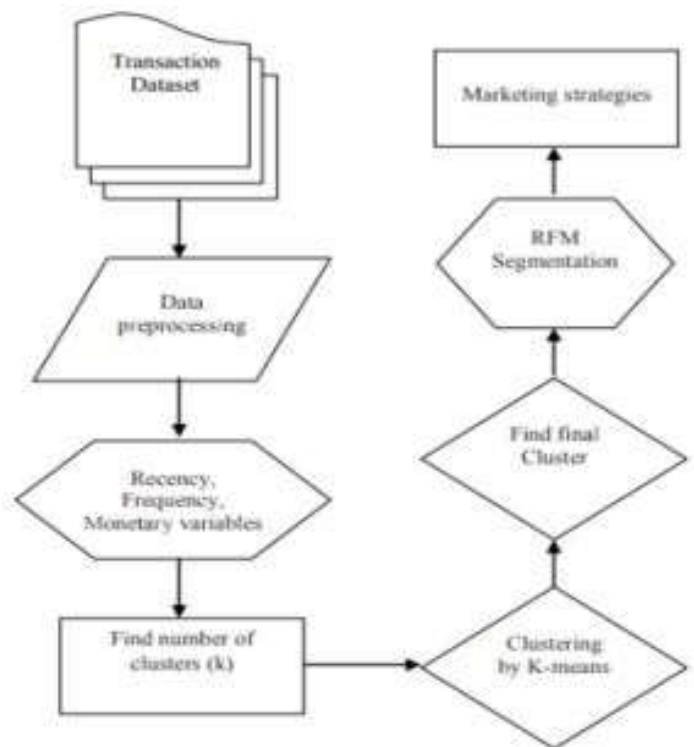 Transaction
Dataset
Data
preprocessing
Recency,
Frequency,
Monetary variables
Find number of
clusters (k)
Clustering
by K-means
Find final
Cluster
RFM
Segmentation
Marketing strategies